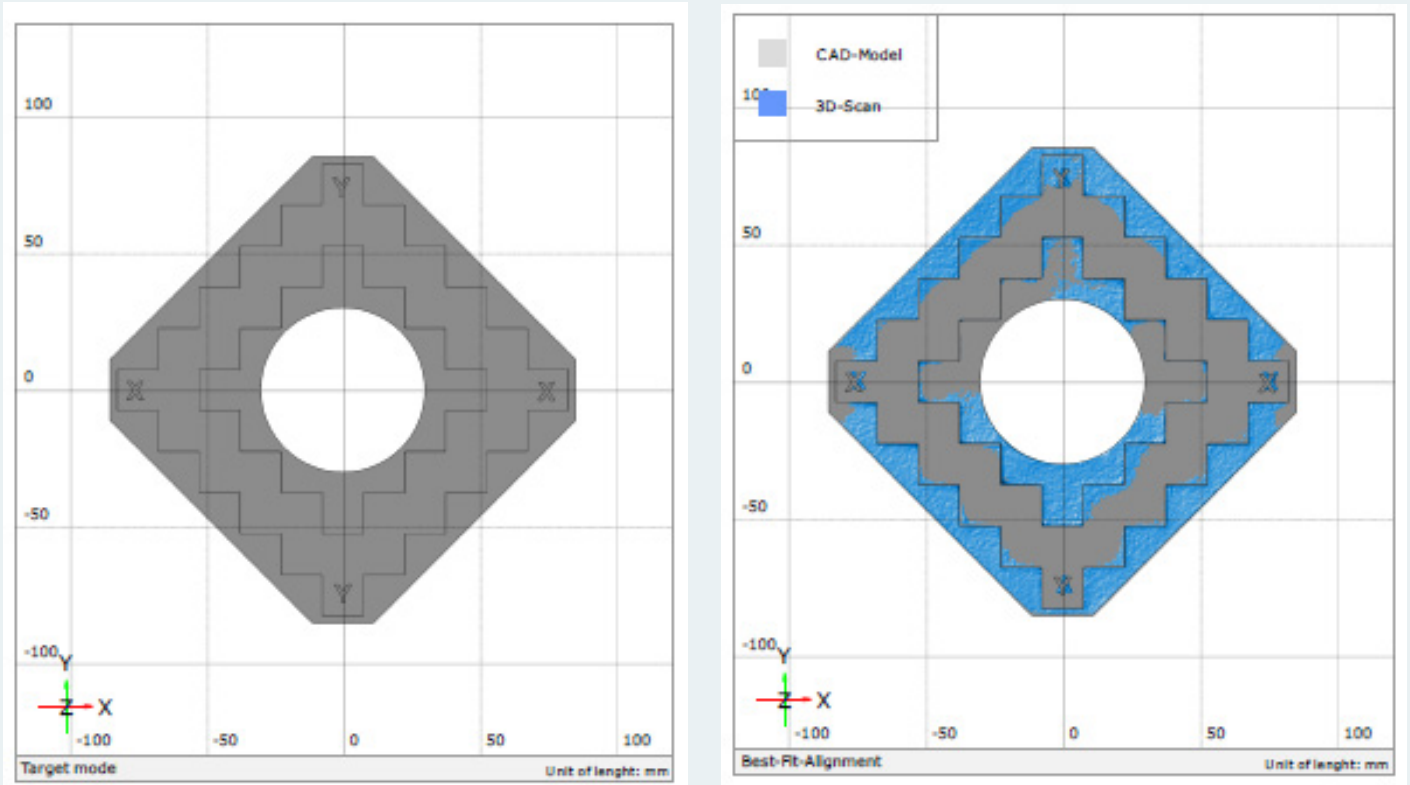 100
50
0
-50
-100
Y
X
X
Y
Y
Z X
-100 -50 0 50 100
Target mode Unit of lenght: mm
CAD-Model
3D-Scan
50
0
-50
-100
Y
X
X
Y
Z X
-100 -50 0 50 100
Best-Fit-Alignment Unit of lenght: mm